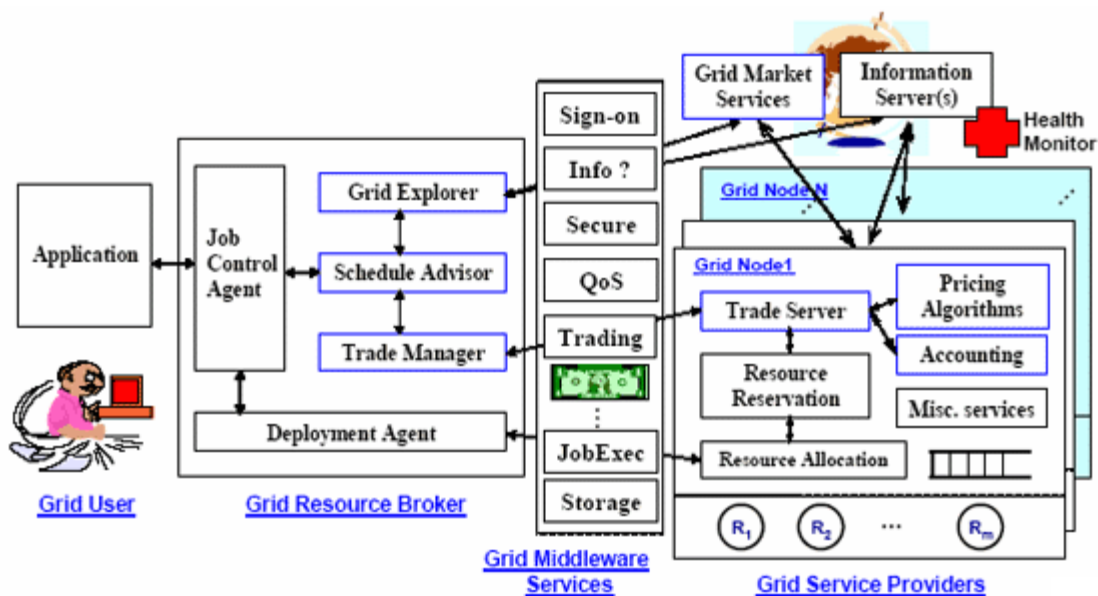 Grid Market
Services
Information
Server(s)
Health
Monitor
Sign-on
Info ?
Secure
QoS
Trading
JobExec
Storage
Grid Middleware
Services
Application
Grid User
Job
Control
Agent
Grid Explorer
Schedule Advisor
Trade Manager
Deployment Agent
Grid Resource Broker
Grid Node N
...
Grid Node1
Trade Server
Pricing
Algorithms
Accounting
Resource
Reservation
Misc. services
Resource Allocation
R1
R2
...
Rm
Grid Service Providers